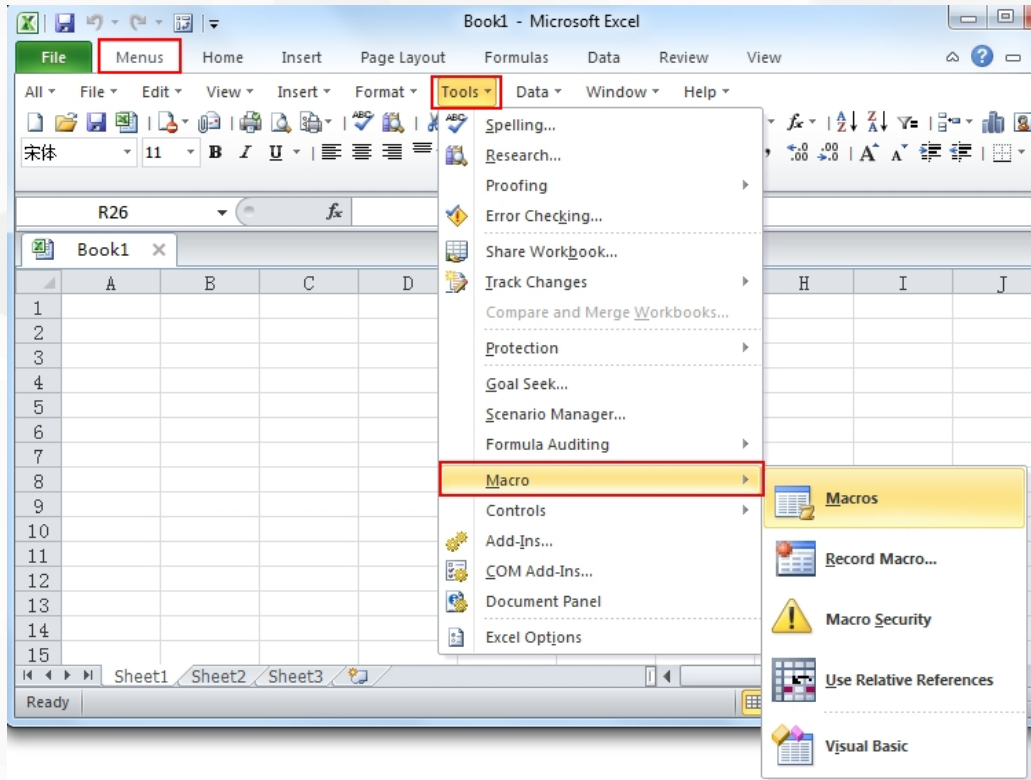 Book1 - Microsoft Excel
File Menus Home Insert Page Layout Formulas Data Review View
All File Edit View Insert Format Tools Data Window Help
宋体 11 B I U
R26 fx
Book1
A B C D H I J
1
2
3
4
5
6
7
8
9
10
11
12
13
14
15
Spelling...
Research...
Proofing
Error Checking...
Share Workbook...
Track Changes
Compare and Merge Workbooks...
Protection
Goal Seek...
Scenario Manager...
Formula Auditing
Macro
Controls
Add-Ins...
COM Add-Ins...
Document Panel
Excel Options
Macros
Record Macro...
Macro Security
Use Relative References
Visual Basic
Sheet1 Sheet2 Sheet3
Ready